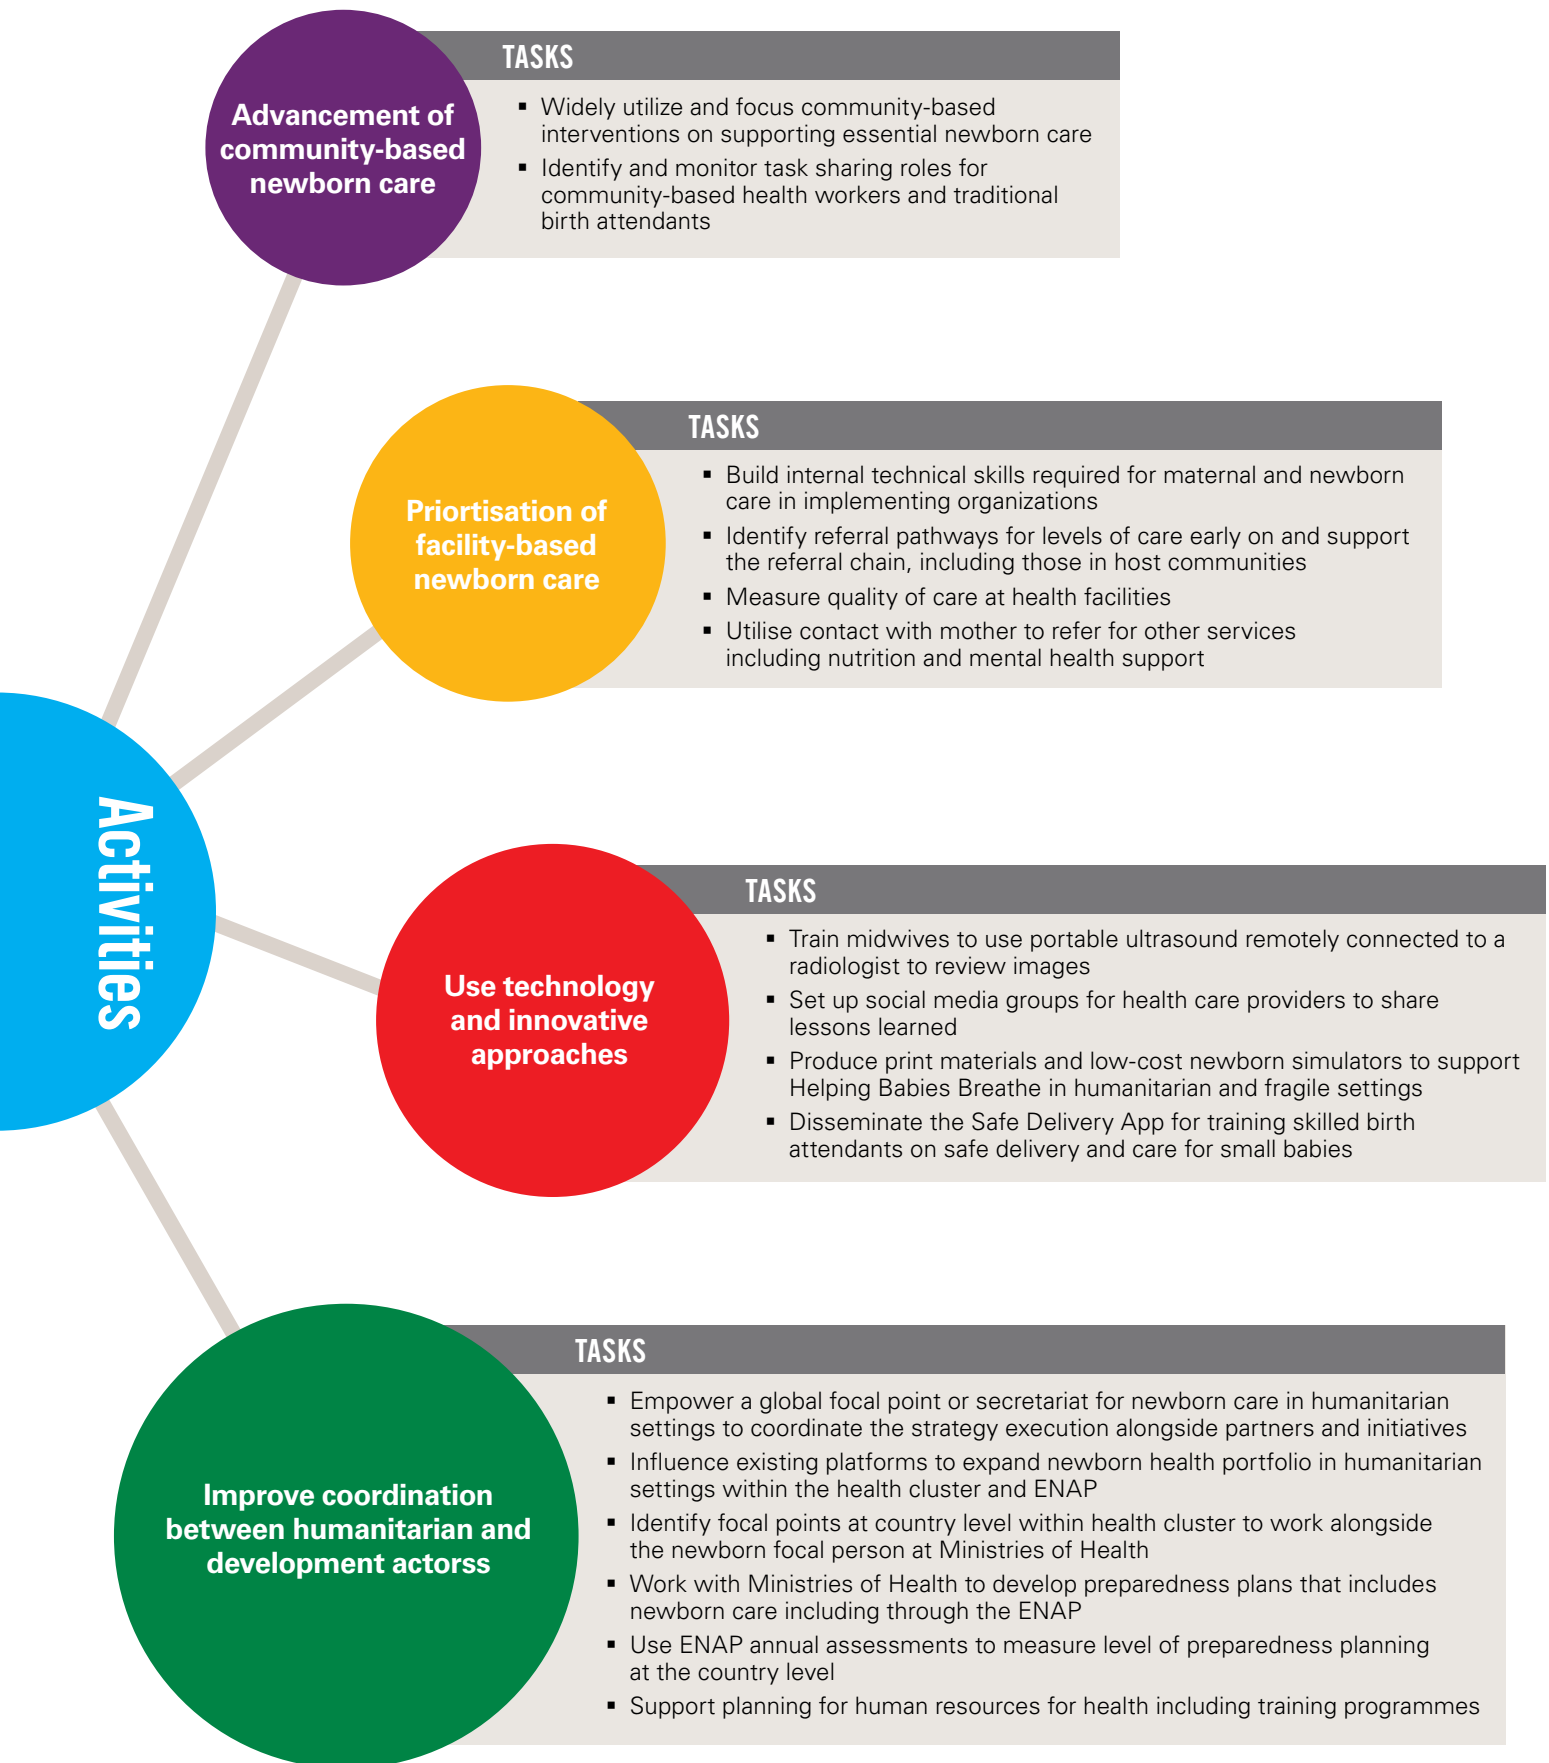 Activities
Advancement of
community-based
newborn care
TASKS
▪ Widely utilize and focus community-based
interventions on supporting essential newborn care
▪ Identify and monitor task sharing roles for
community-based health workers and traditional
birth attendants
Priortisation of
facility-based
newborn care
TASKS
▪ Build internal technical skills required for maternal and newborn
care in implementing organizations
▪ Identify referral pathways for levels of care early on and support
the referral chain, including those in host communities
▪ Measure quality of care at health facilities
▪ Utilise contact with mother to refer for other services
including nutrition and mental health support
Use technology
and innovative
approaches
TASKS
▪ Train midwives to use portable ultrasound remotely connected to a
radiologist to review images
▪ Set up social media groups for health care providers to share
lessons learned
▪ Produce print materials and low-cost newborn simulators to support
Helping Babies Breathe in humanitarian and fragile settings
▪ Disseminate the Safe Delivery App for training skilled birth
attendants on safe delivery and care for small babies
Improve coordination
between humanitarian and
development actorss
TASKS
▪ Empower a global focal point or secretariat for newborn care in humanitarian
settings to coordinate the strategy execution alongside partners and initiatives
▪ Influence existing platforms to expand newborn health portfolio in humanitarian
settings within the health cluster and ENAP
▪ Identify focal points at country level within health cluster to work alongside
the newborn focal person at Ministries of Health
▪ Work with Ministries of Health to develop preparedness plans that includes
newborn care including through the ENAP
▪ Use ENAP annual assessments to measure level of preparedness planning
at the country level
▪ Support planning for human resources for health including training programmes